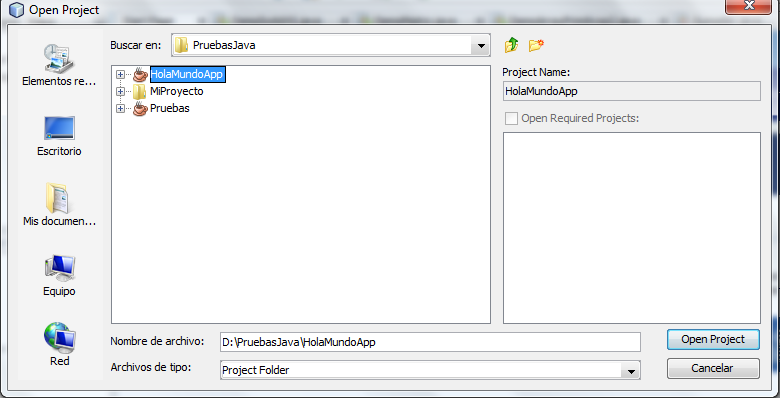 Open Project
Buscar en: PruebasJava
Elementos re...
Escritorio
Mis documen...
Equipo
Red
HolaMundoApp
MiProyecto
Pruebas
Project Name:
HolaMundoApp
Open Required Projects:
Nombre de archivo: D:\PruebasJava\HolaMundoApp
Archivos de tipo: Project Folder
Open Project
Cancelar